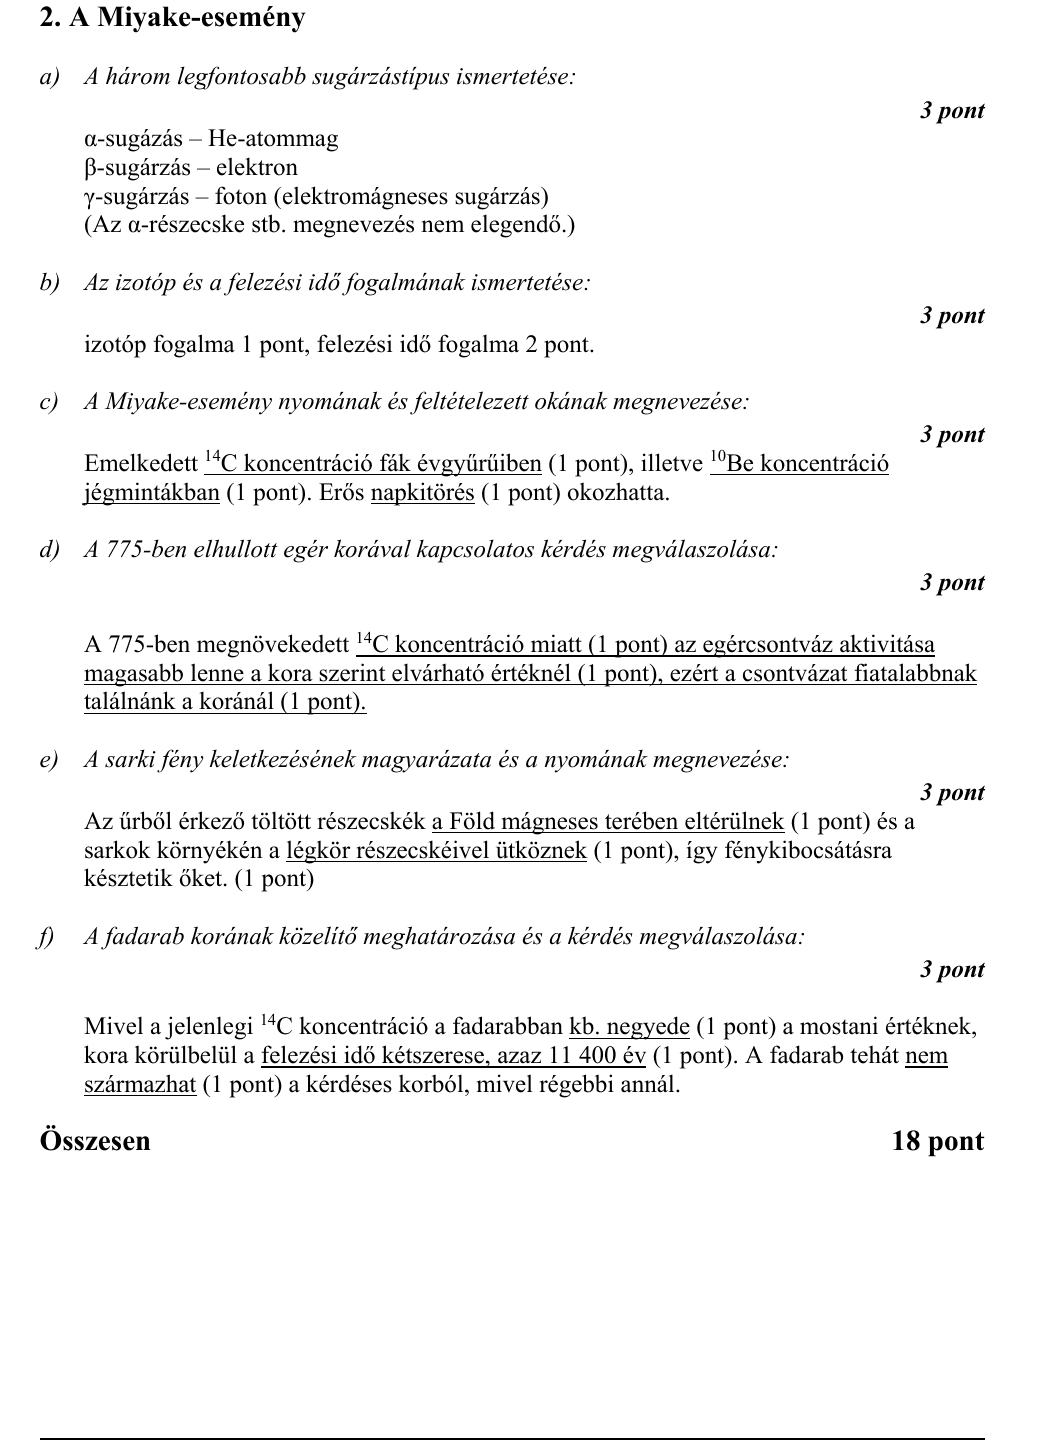 2. A Miyake-esemény
a) A három legfontosabb sugárzástípus ismertetése:
3 pont
α-sugázás – He-atommag
β-sugárzás – elektron
γ-sugárzás – foton (elektromágneses sugárzás)
(Az α-részecske stb. megnevezés nem elegendő.)
b) Az izotóp és a felezési idő fogalmának ismertetése:
3 pont
izotóp fogalma 1 pont, felezési idő fogalma 2 pont.
c) A Miyake-esemény nyomának és feltételezett okának megnevezése:
3 pont
Emelkedett ¹⁴C koncentráció fák évgyűrűiben (1 pont), illetve ¹⁰Be koncentráció
jégmintákban (1 pont). Erős napkitörés (1 pont) okozhatta.
d) A 775-ben elhullott egér korával kapcsolatos kérdés megválaszolása:
3 pont
A 775-ben megnövekedett ¹⁴C koncentráció miatt (1 pont) az egércsontváz aktivitása
magasabb lenne a kora szerint elvárható értéknél (1 pont), ezért a csontvázat fiatalabbnak
találnánk a koránál (1 pont).
e) A sarki fény keletkezésének magyarázata és a nyomának megnevezése:
3 pont
Az űrből érkező töltött részecskék a Föld mágneses terében eltérülnek (1 pont) és a
sarkok környékén a légkör részecskéivel ütköznek (1 pont), így fénykibocsátásra
késztetik őket. (1 pont)
f) A fadarab korának közelítő meghatározása és a kérdés megválaszolása:
3 pont
Mivel a jelenlegi ¹⁴C koncentráció a fadarabban kb. negyede (1 pont) a mostani értéknek,
kora körülbelül a felezési idő kétszerese, azaz 11 400 év (1 pont). A fadarab tehát nem
származhat (1 pont) a kérdéses korból, mivel régebbi annál.
Összesen 18 pont